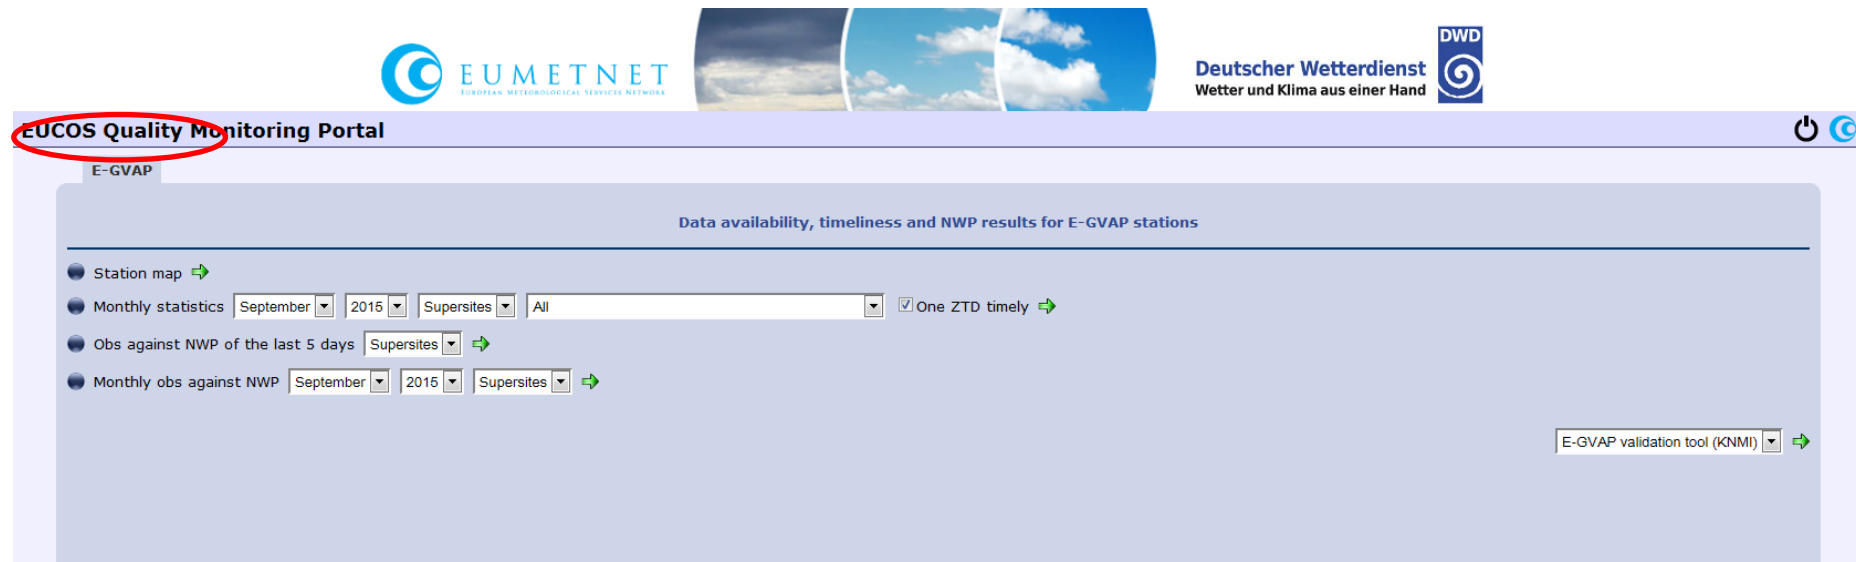 EUMETNET
EUROPEAN METEOROLOGICAL SERVICES NETWORK
DWD
Deutscher Wetterdienst
Wetter und Klima aus einer Hand
EUCOS Quality Monitoring Portal
E-GVAP
Data availability, timeliness and NWP results for E-GVAP stations
Station map
Monthly statistics September 2015 Supersites All One ZTD timely
Obs against NWP of the last 5 days Supersites
Monthly obs against NWP September 2015 Supersites
E-GVAP validation tool (KNMI)